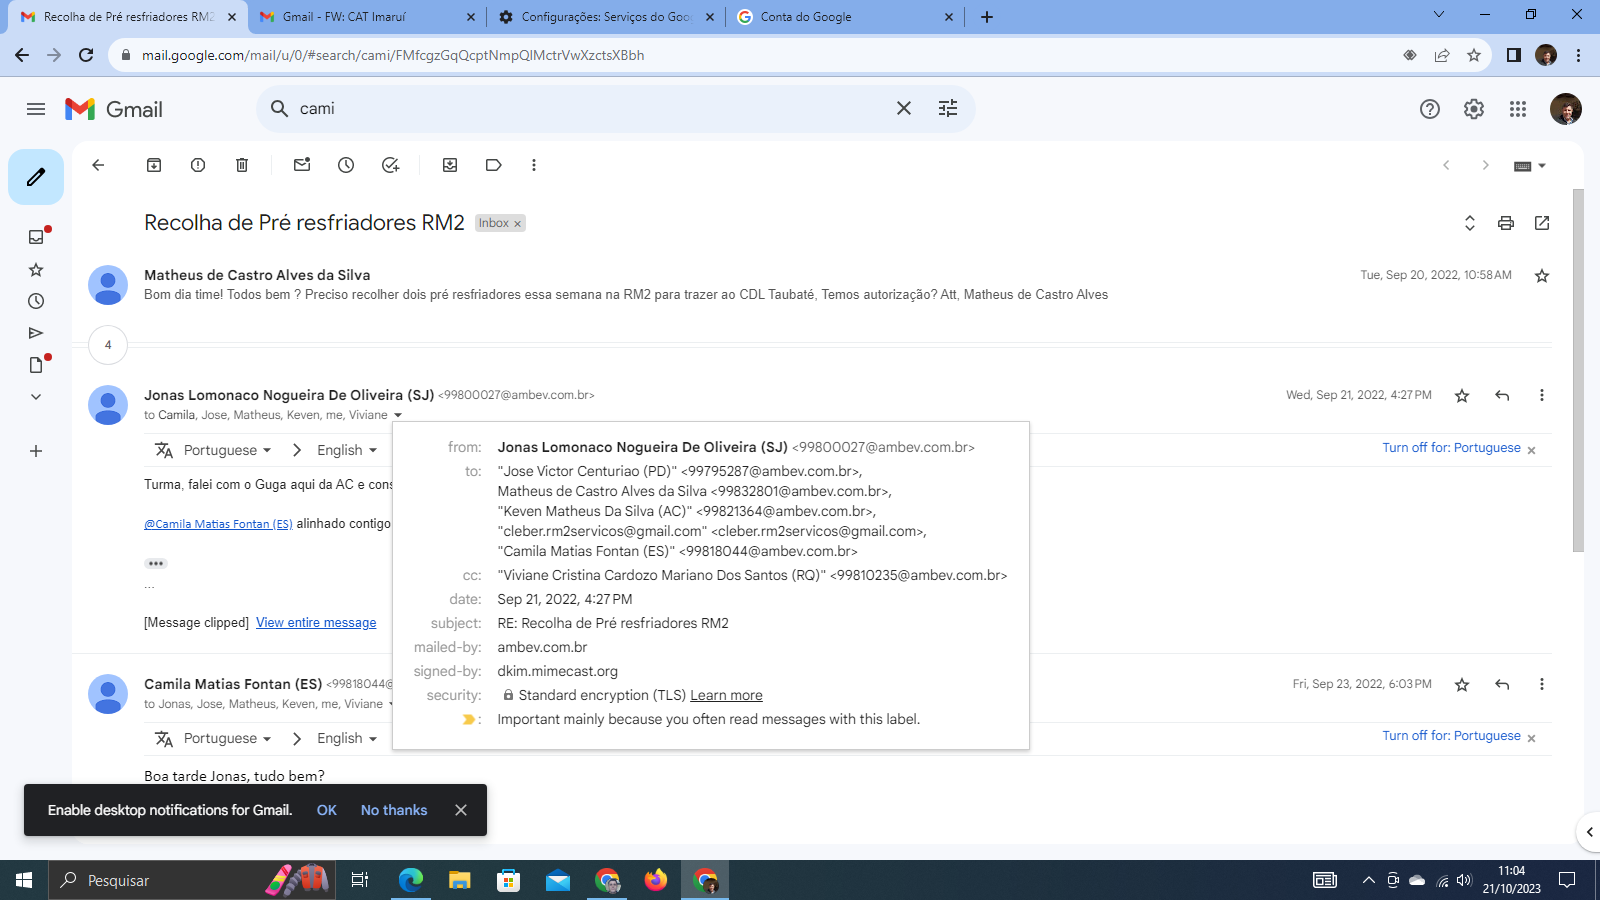 Recolha de Pré resfriadores RM2
Gmail - FW: CAT Imaruí
Configurações: Serviços do Goo
Conta do Google
mail.google.com/mail/u/0/#search/cami/FMfcgzGqQcptNmpQlMctrVwXzctsXBbh
Gmail
cami
Recolha de Pré resfriadores RM2
Inbox ×
Matheus de Castro Alves da Silva
Tue, Sep 20, 2022, 10:58 AM
Bom dia time! Todos bem ? Preciso recolher dois pré resfriadores essa semana na RM2 para trazer ao CDL Taubaté, Temos autorização? Att, Matheus de Castro Alves
4
Jonas Lomonaco Nogueira De Oliveira (SJ) <99800027@ambev.com.br>
Wed, Sep 21, 2022, 4:27 PM
to Camila, Jose, Matheus, Keven, me, Viviane
Portuguese
English
Turn off for: Portuguese ×
Turma, falei com o Guga aqui da AC e cons
@Camila Matias Fontan (ES) alinhado contigo
•••
...
[Message clipped] View entire message
from: Jonas Lomonaco Nogueira De Oliveira (SJ) <99800027@ambev.com.br>
to: "Jose Victor Centuriao (PD)" <99795287@ambev.com.br>,
Matheus de Castro Alves da Silva <99832801@ambev.com.br>,
"Keven Matheus Da Silva (AC)" <99821364@ambev.com.br>,
"cleber.rm2servicos@gmail.com" <cleber.rm2servicos@gmail.com>,
"Camila Matias Fontan (ES)" <99818044@ambev.com.br>
cc: "Viviane Cristina Cardozo Mariano Dos Santos (RQ)" <99810235@ambev.com.br>
date: Sep 21, 2022, 4:27 PM
subject: RE: Recolha de Pré resfriadores RM2
mailed-by: ambev.com.br
signed-by: dkim.mimecast.org
security: Standard encryption (TLS) Learn more
: Important mainly because you often read messages with this label.
Camila Matias Fontan (ES) <99818044@
Fri, Sep 23, 2022, 6:03 PM
to Jonas, Jose, Matheus, Keven, me, Viviane
Portuguese
English
Turn off for: Portuguese ×
Boa tarde Jonas, tudo bem?
Enable desktop notifications for Gmail. OK No thanks
Pesquisar
11:04
21/10/2023